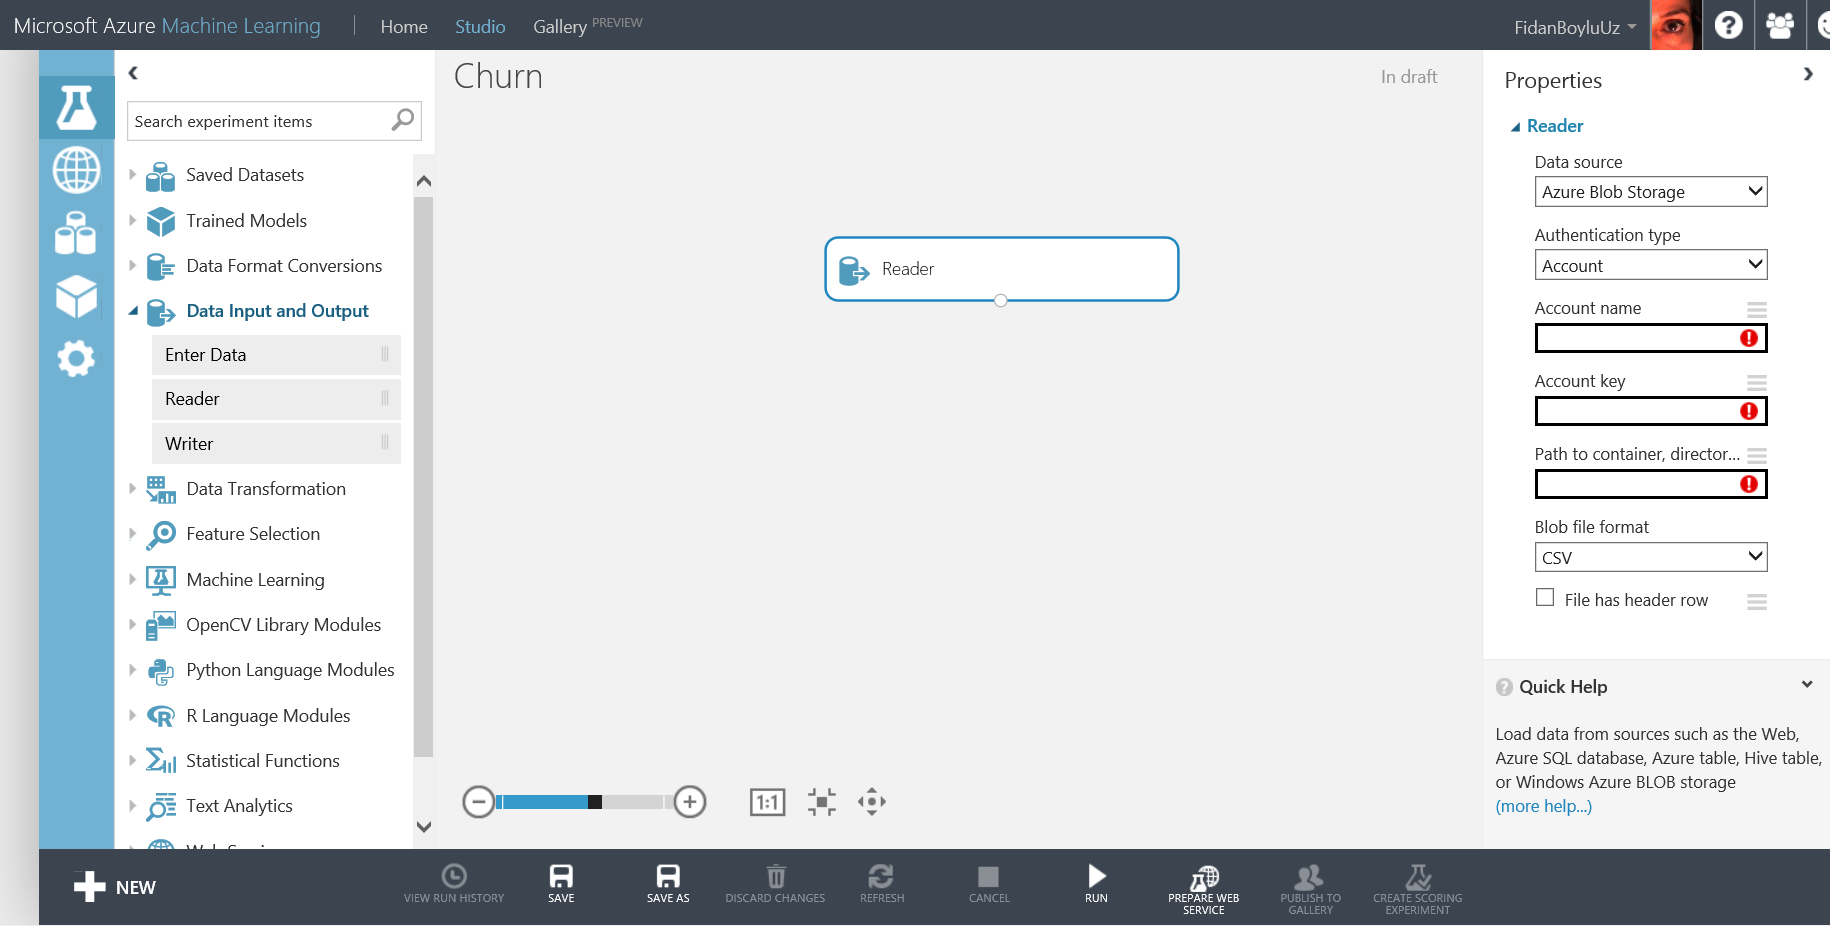 Microsoft Azure Machine Learning
Home
Studio
Gallery PREVIEW
FidanBoyluUz
Search experiment items
Saved Datasets
Trained Models
Data Format Conversions
Data Input and Output
Enter Data
Reader
Writer
Data Transformation
Feature Selection
Machine Learning
OpenCV Library Modules
Python Language Modules
R Language Modules
Statistical Functions
Text Analytics
Churn
In draft
Reader
1:1
Properties
Reader
Data source
Azure Blob Storage
Authentication type
Account
Account name
Account key
Path to container, director...
Blob file format
CSV
File has header row
Quick Help
Load data from sources such as the Web,
Azure SQL database, Azure table, Hive table,
or Windows Azure BLOB storage
(more help...)
NEW
VIEW RUN HISTORY
SAVE
SAVE AS
DISCARD CHANGES
REFRESH
CANCEL
RUN
PREPARE WEB
SERVICE
PUBLISH TO
GALLERY
CREATE SCORING
EXPERIMENT